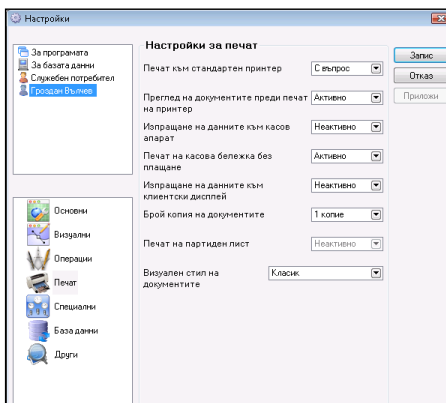 Настройки
За програмата
За базата данни
Служебен потребител
Гроздан Вълчев
Основни
Визуални
Операции
Печат
Специални
База данни
Други
Настройки за печат
Печат към стандартен принтер
С въпрос
Преглед на документите преди печат
на принтер
Активно
Изпращане на данните към касов
апарат
Неактивно
Печат на касова бележка без
плащане
Активно
Изпращане на данните към
клиентски дисплей
Неактивно
Брой копия на документите
1 копие
Печат на партиден лист
Неактивно
Визуален стил на
документите
Класик
Запис
Отказ
Приложи